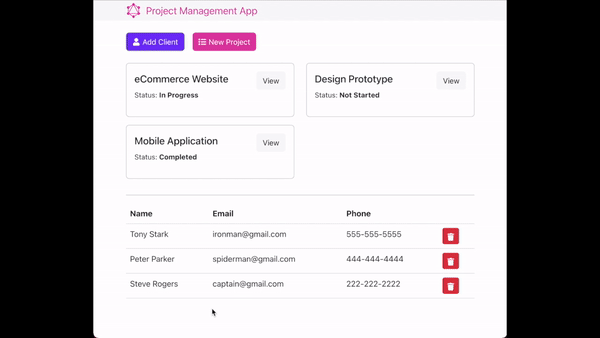 Project Management App
Add Client
New Project
eCommerce Website
View
Status: In Progress
Design Prototype
View
Status: Not Started
Mobile Application
View
Status: Completed
Name Email Phone
Tony Stark ironman@gmail.com 555-555-5555
Peter Parker spiderman@gmail.com 444-444-4444
Steve Rogers captain@gmail.com 222-222-2222